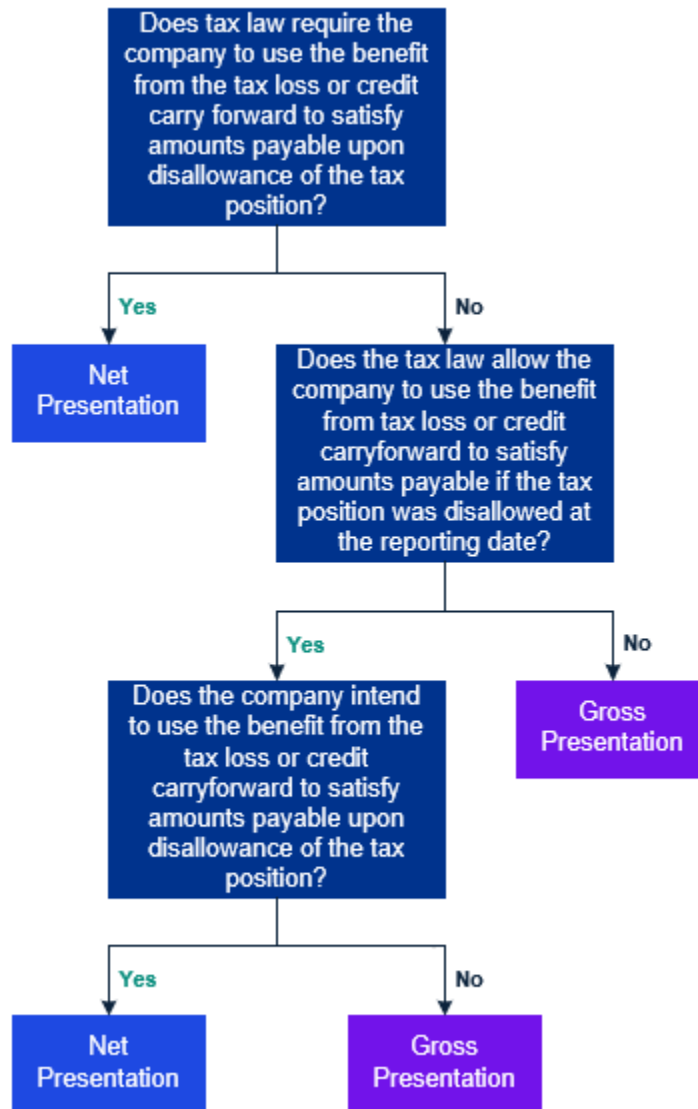 Does tax law require the
company to use the benefit
from the tax loss or credit
carry forward to satisfy
amounts payable upon
disallowance of the tax
position?
Yes
No
Net
Presentation
Does the tax law allow the
company to use the benefit
from tax loss or credit
carryforward to satisfy
amounts payable if the tax
position was disallowed at
the reporting date?
Yes
No
Does the company intend
to use the benefit from the
tax loss or credit
carryforward to satisfy
amounts payable upon
disallowance of the tax
position?
Gross
Presentation
Yes
No
Net
Presentation
Gross
Presentation